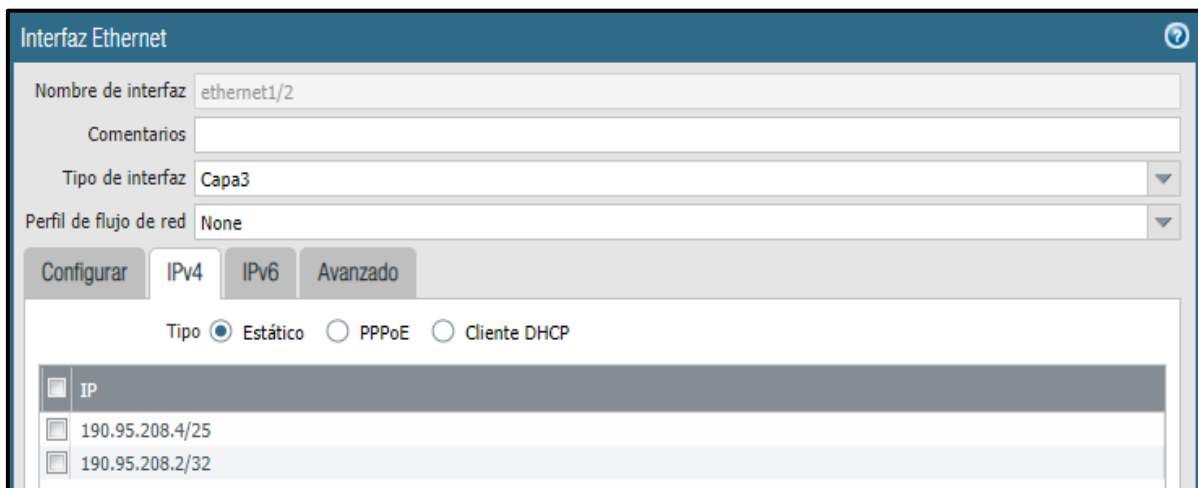 Interfaz Ethernet
Nombre de interfaz ethernet1/2
Comentarios
Tipo de interfaz Capa3
Perfil de flujo de red None
Configurar IPv4 IPv6 Avanzado
Tipo Estático PPPoE Cliente DHCP
IP
190.95.208.4/25
190.95.208.2/32